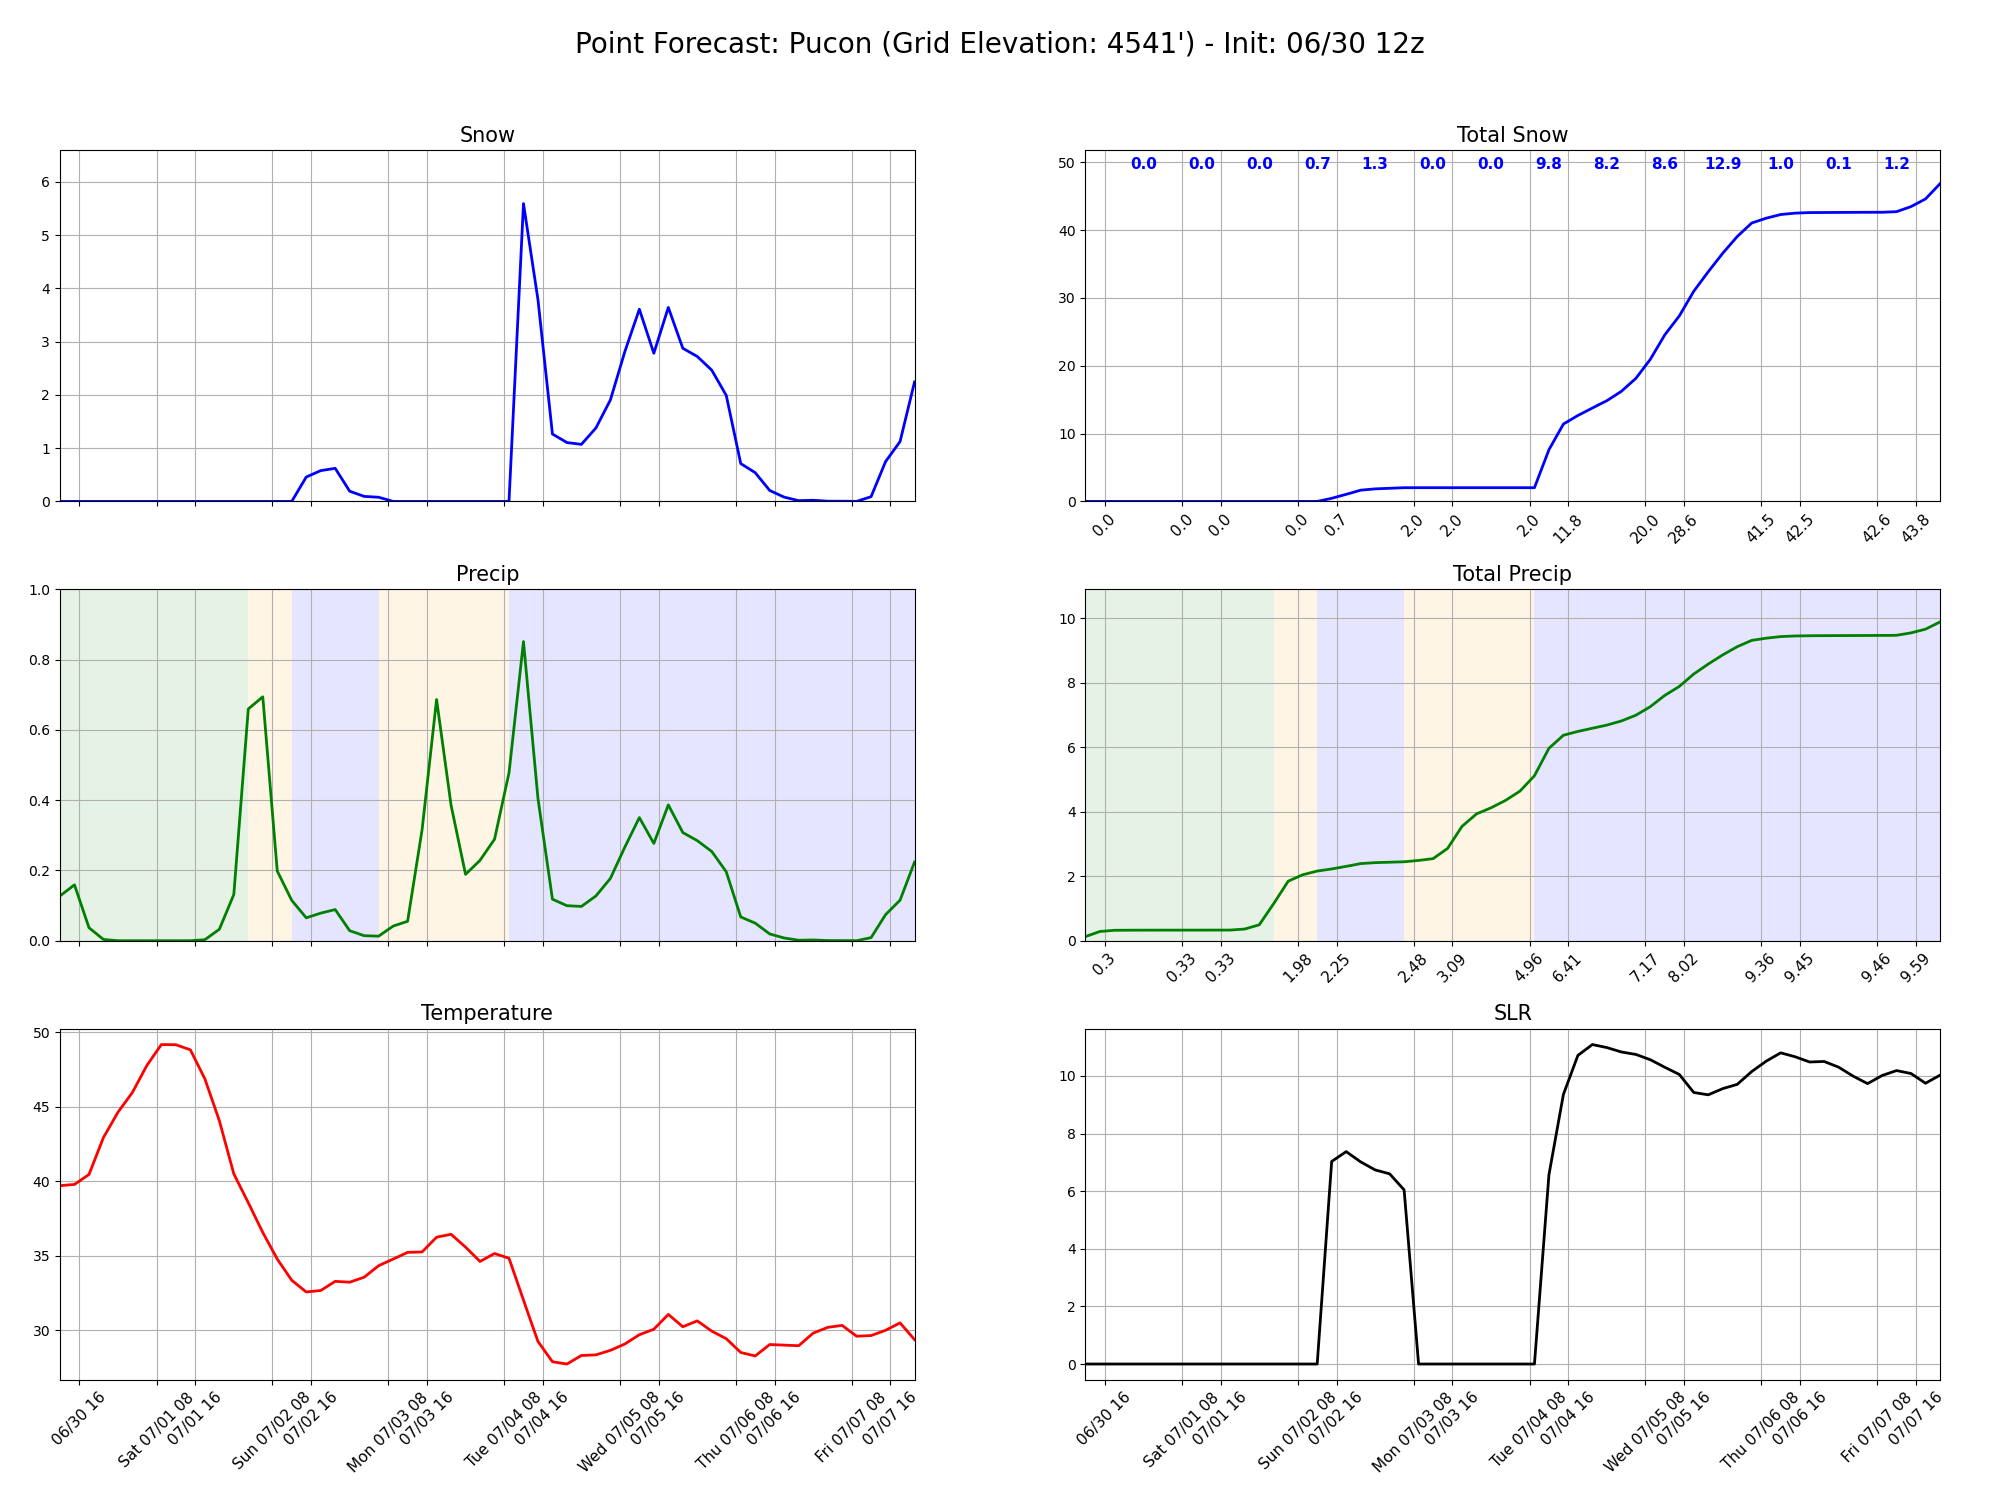 Point Forecast: Pucon (Grid Elevation: 4541') - Init: 06/30 12z
Snow
6
5
4
3
2
1
0
Total Snow
0.0 0.0 0.0 0.7 1.3 0.0 0.0 9.8 8.2 8.6 12.9 1.0 0.1 1.2
50
40
30
20
10
0
0.0 0.0 0.0 0.0 0.7 2.0 2.0 2.0 11.8 20.0 28.6 41.5 42.5 42.6 43.8
Precip
1.0
0.8
0.6
0.4
0.2
0.0
Total Precip
10
8
6
4
2
0
0.3 0.33 0.33 1.98 2.25 2.48 3.09 4.96 6.41 7.17 8.02 9.36 9.45 9.46 9.59
Temperature
50
45
40
35
30
06/30 16
Sat 07/01 08
07/01 16
Sun 07/02 08
07/02 16
Mon 07/03 08
07/03 16
Tue 07/04 08
07/04 16
Wed 07/05 08
07/05 16
Thu 07/06 08
07/06 16
Fri 07/07 08
07/07 16
SLR
10
8
6
4
2
0
06/30 16
Sat 07/01 08
07/01 16
Sun 07/02 08
07/02 16
Mon 07/03 08
07/03 16
Tue 07/04 08
07/04 16
Wed 07/05 08
07/05 16
Thu 07/06 08
07/06 16
Fri 07/07 08
07/07 16